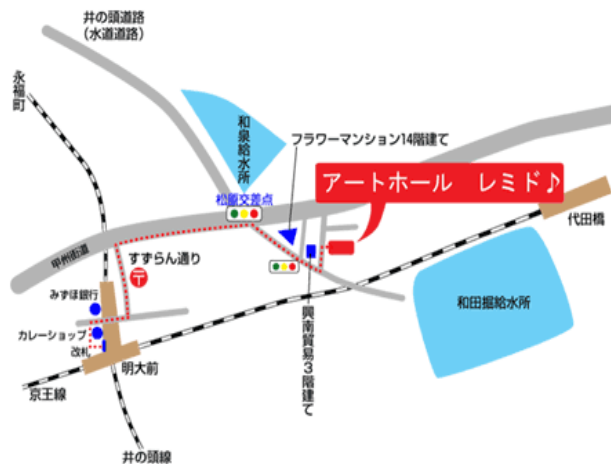 井の頭道路
(水道道路)
永福町
和泉給水所
フラワーマンション14階建て
松原交差点
アートホール レミド♪
代田橋
甲州街道
すずらん通り
〒
みずほ銀行
カレーショップ
改札
明大前
興南貿易3階建て
和田掘給水所
京王線
井の頭線